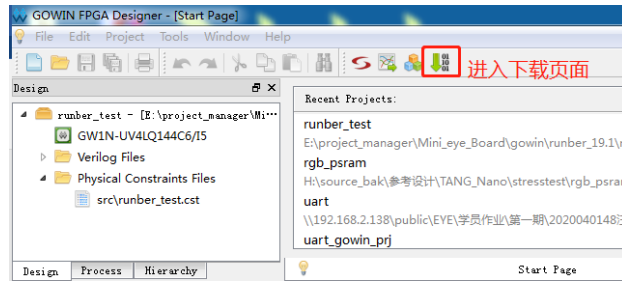 GOWIN FPGA Designer - [Start Page]
File Edit Project Tools Window Help
进入下载页面
Design
Recent Projects:
runber_test - [E:\project_manager\Mi...
GW1N-UV4LQ144C6/I5
Verilog Files
Physical Constraints Files
src\runber_test.cst
runber_test
E:\project_manager\Mini_eye_Board\gowin\runber_19.1\r
rgb_psram
H:\source_bak\参考设计\TANG_Nano\stresstest\rgb_psra
uart
\\192.168.2.138\public\EYE\学员作业\第一期\2020040148
uart_gowin_prj
Design Process Hierarchy
Start Page